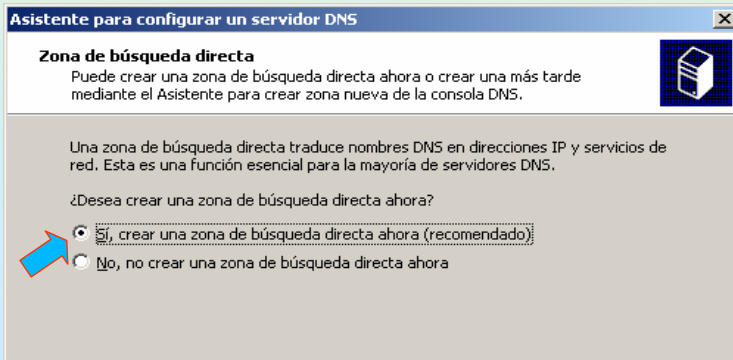 Asistente para configurar un servidor DNS
Zona de búsqueda directa
Puede crear una zona de búsqueda directa ahora o crear una más tarde
mediante el Asistente para crear zona nueva de la consola DNS.
Una zona de búsqueda directa traduce nombres DNS en direcciones IP y servicios de
red. Esta es una función esencial para la mayoría de servidores DNS.
¿Desea crear una zona de búsqueda directa ahora?
Sí, crear una zona de búsqueda directa ahora (recomendado)
No, no crear una zona de búsqueda directa ahora